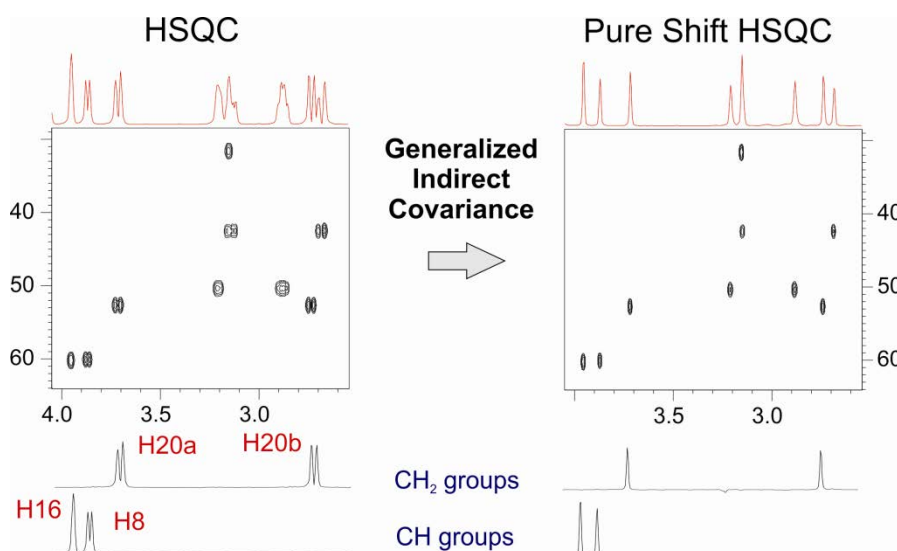 HSQC
Pure Shift HSQC
Generalized
Indirect
Covariance
40
50
60
4.0 3.5 3.0
40
50
60
3.5 3.0
H20a
H20b
CH₂ groups
H16
H8
CH groups